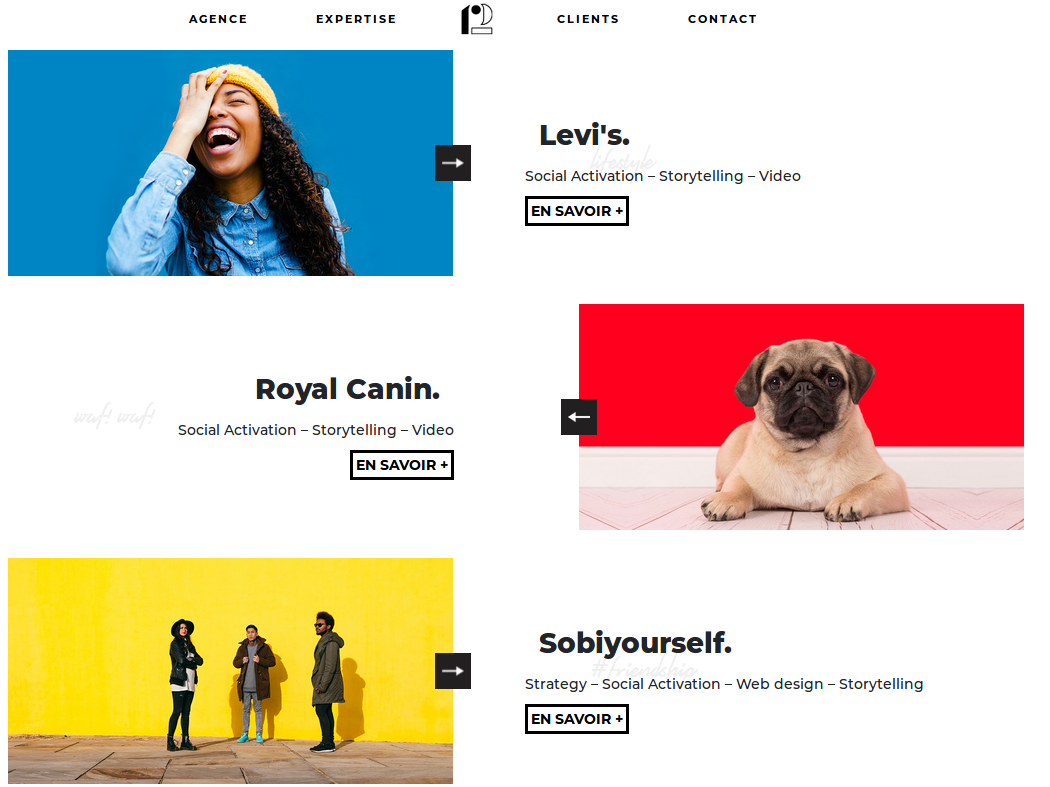 AGENCE EXPERTISE CLIENTS CONTACT
Levi's.
lifestyle
Social Activation – Storytelling – Video
EN SAVOIR +
Royal Canin.
waf! waf!
Social Activation – Storytelling – Video
EN SAVOIR +
Sobiyourself.
#friendship
Strategy – Social Activation – Web design – Storytelling
EN SAVOIR +